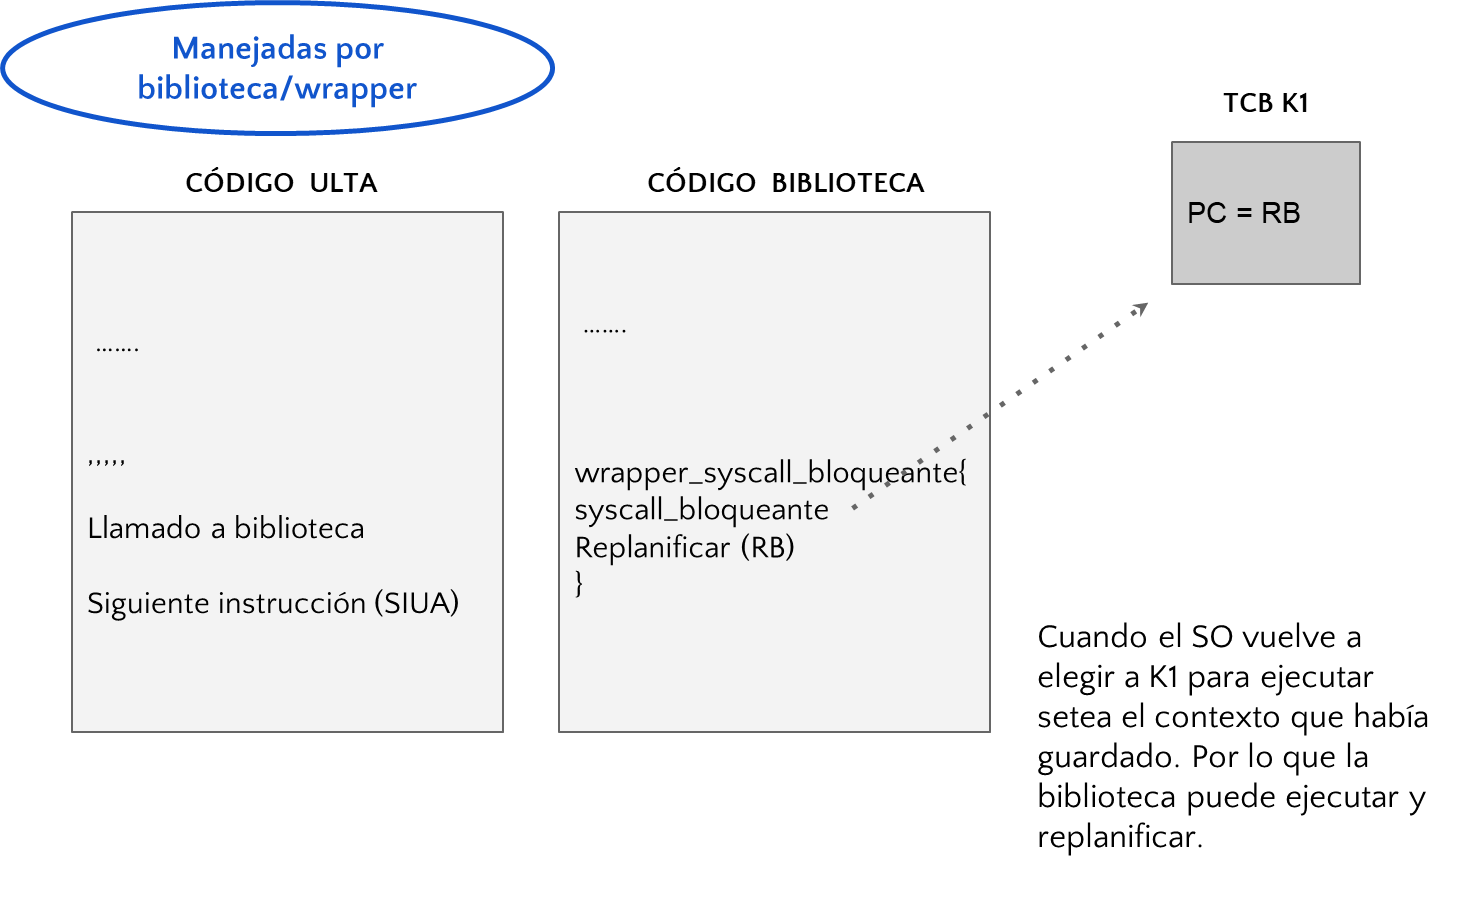 Manejadas por
biblioteca/wrapper
TCB K1
CÓDIGO ULTA
CÓDIGO BIBLIOTECA
PC = RB
…….
…….
,,,,,
wrapper_syscall_bloqueante{
syscall_bloqueante
Replanificar (RB)
}
Llamado a biblioteca
Siguiente instrucción (SIUA)
Cuando el SO vuelve a
elegir a K1 para ejecutar
setea el contexto que había
guardado. Por lo que la
biblioteca puede ejecutar y
replanificar.